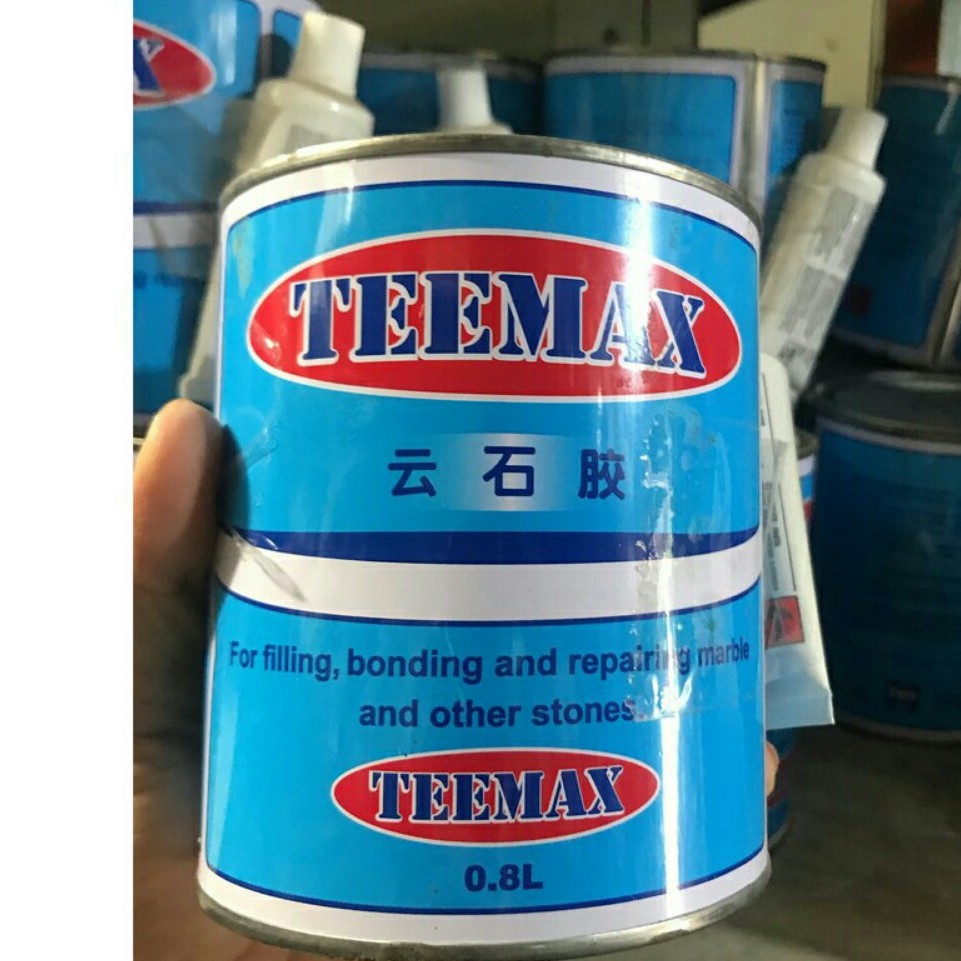 TEEMAX
云石胶
For filling, bonding and repairing marble
and other stones.
TEEMAX
0.8L